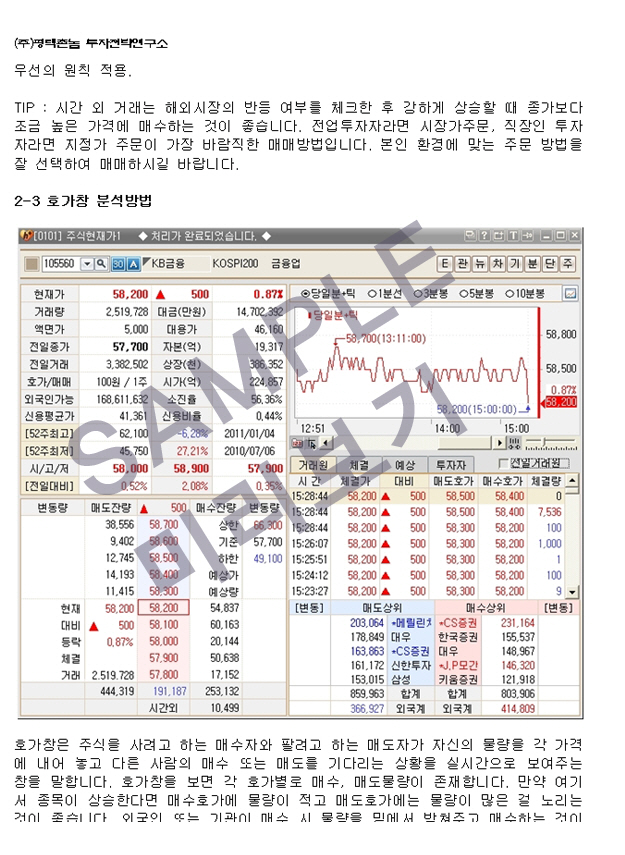 (주)평택촌놈 투자전략연구소
우선의 원칙 적용.
TIP : 시간 외 거래는 해외시장의 반등 여부를 체크한 후 강하게 상승할 때 종가보다
조금 높은 가격에 매수하는 것이 좋습니다. 전업투자자라면 시장가주문, 직장인 투자
자라면 지정가 주문이 가장 바람직한 매매방법입니다. 본인 환경에 맞는 주문 방법을
잘 선택하여 매매하시길 바랍니다.
2-3 호가창 분석방법
[0101] 주식현재가1 ◆ 처리가 완료되었습니다. ◆
105560 KB금융 KOSPI200 금융업 E 관 뉴 차 기 분 단 주
현재가 58,200 ▲ 500 0.87%
거래량 2,519,728 대금(만원) 14,702,392
액면가 5,000 대용가 46,160
전일종가 57,700 자본(억) 19,317
전일거래 3,382,502 상장(천) 386,352
호가/매매 100원 / 1주 시가(억) 224,857
외국인가능 168,611,632 소진율 56,36%
신용평균가 41,361 신용비율 0,44%
[52주최고] 62,100 -6,28% 2011/01/04
[52주최저] 45,750 27,21% 2010/07/06
시/고/저 58,000 58,900 57,900
[전일대비] 0,52% 2,08% 0,35%
◉당일분+틱 ○1분선 ○3분봉 ○5분봉 ○10분봉
당일분+틱
58,700(13:11:00)
58,800
58,500
0.87%
58,200
58,200(15:00:00)
12:51 14:00 15:00
거래원 체결 예상 투자자 전일거래원
시 간 체결가 대비 매도호가 매수호가 체결량
15:28:44 58,200 ▲ 500 58,500 58,400 0
15:28:44 58,200 ▲ 500 58,500 58,400 7,536
15:28:44 58,200 ▲ 500 58,300 58,200 100
15:26:07 58,200 ▲ 500 58,300 58,200 1,000
15:25:51 58,200 ▲ 500 58,300 58,200 1
15:24:12 58,200 ▲ 500 58,300 58,200 100
15:23:27 58,200 ▲ 500 58,300 58,200 9
[변동] 매도상위 매수상위 [변동]
203,064 *메릴린치 *CS증권 231,164
178,849 대우 한국증권 155,537
163,863 *CS증권 대우 148,967
161,172 신한투자 *J.P모간 146,320
153,015 삼성 키움증권 121,918
859,963 합계 합계 803,906
366,927 외국계 외국계 414,809
변동량 매도잔량 ▲ 500 매수잔량 변동량
38,556 58,700 상한 66,300
9,402 58,600 기준 57,700
12,745 58,500 하한 49,100
14,193 58,400 예상가
11,415 58,300 예상량
현재 58,200 58,200 54,837
대비 ▲ 500 58,100 60,163
등락 0,87% 58,000 20,144
체결 57,900 50,638
거래 2.519.728 57,800 17,152
444,319 191,187 253,132
시간외 10,499
SAMPLE
미리보기
호가창은 주식을 사려고 하는 매수자와 팔려고 하는 매도자가 자신의 물량을 각 가격
에 내어 놓고 다른 사람의 매수 또는 매도를 기다리는 상황을 실시간으로 보여주는
창을 말합니다. 호가창을 보면 각 호가별로 매수, 매도물량이 존재합니다. 만약 여기
서 종목이 상승한다면 매수호가에 물량이 적고 매도호가에는 물량이 많은 걸 노리는
것이 좋습니다. 외국인 또는 기관이 매수 시 물량을 밑에서 받쳐주고 매수하는 것이